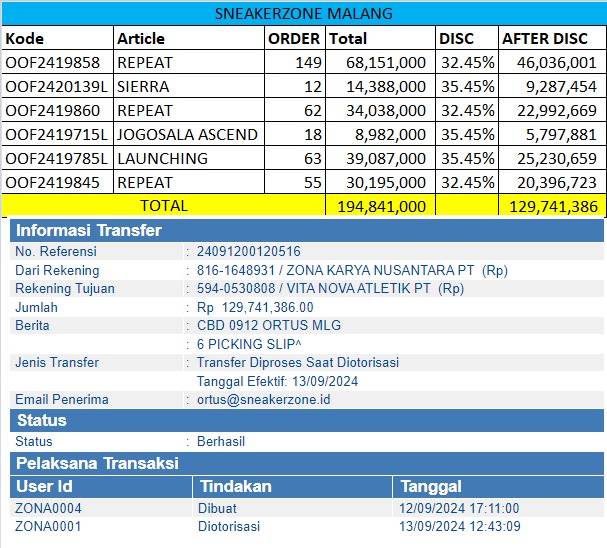 SNEAKERZONE MALANG
Kode Article ORDER Total DISC AFTER DISC
OOF2419858 REPEAT 149 68,151,000 32.45% 46,036,001
OOF2420139L SIERRA 12 14,388,000 35.45% 9,287,454
OOF2419860 REPEAT 62 34,038,000 32.45% 22,992,669
OOF2419715L JOGOSALA ASCEND 18 8,982,000 35.45% 5,797,881
OOF2419785L LAUNCHING 63 39,087,000 35.45% 25,230,659
OOF2419845 REPEAT 55 30,195,000 32.45% 20,396,723
TOTAL 194,841,000 129,741,386
Informasi Transfer
No. Referensi : 24091200120516
Dari Rekening : 816-1648931 / ZONA KARYA NUSANTARA PT (Rp)
Rekening Tujuan : 594-0530808 / VITA NOVA ATLETIK PT (Rp)
Jumlah : Rp 129,741,386.00
Berita : CBD 0912 ORTUS MLG
: 6 PICKING SLIP^
Jenis Transfer : Transfer Diproses Saat Diotorisasi
Tanggal Efektif: 13/09/2024
Email Penerima : ortus@sneakerzone.id
Status
Status : Berhasil
Pelaksana Transaksi
User Id Tindakan Tanggal
ZONA0004 Dibuat 12/09/2024 17:11:00
ZONA0001 Diotorisasi 13/09/2024 12:43:09